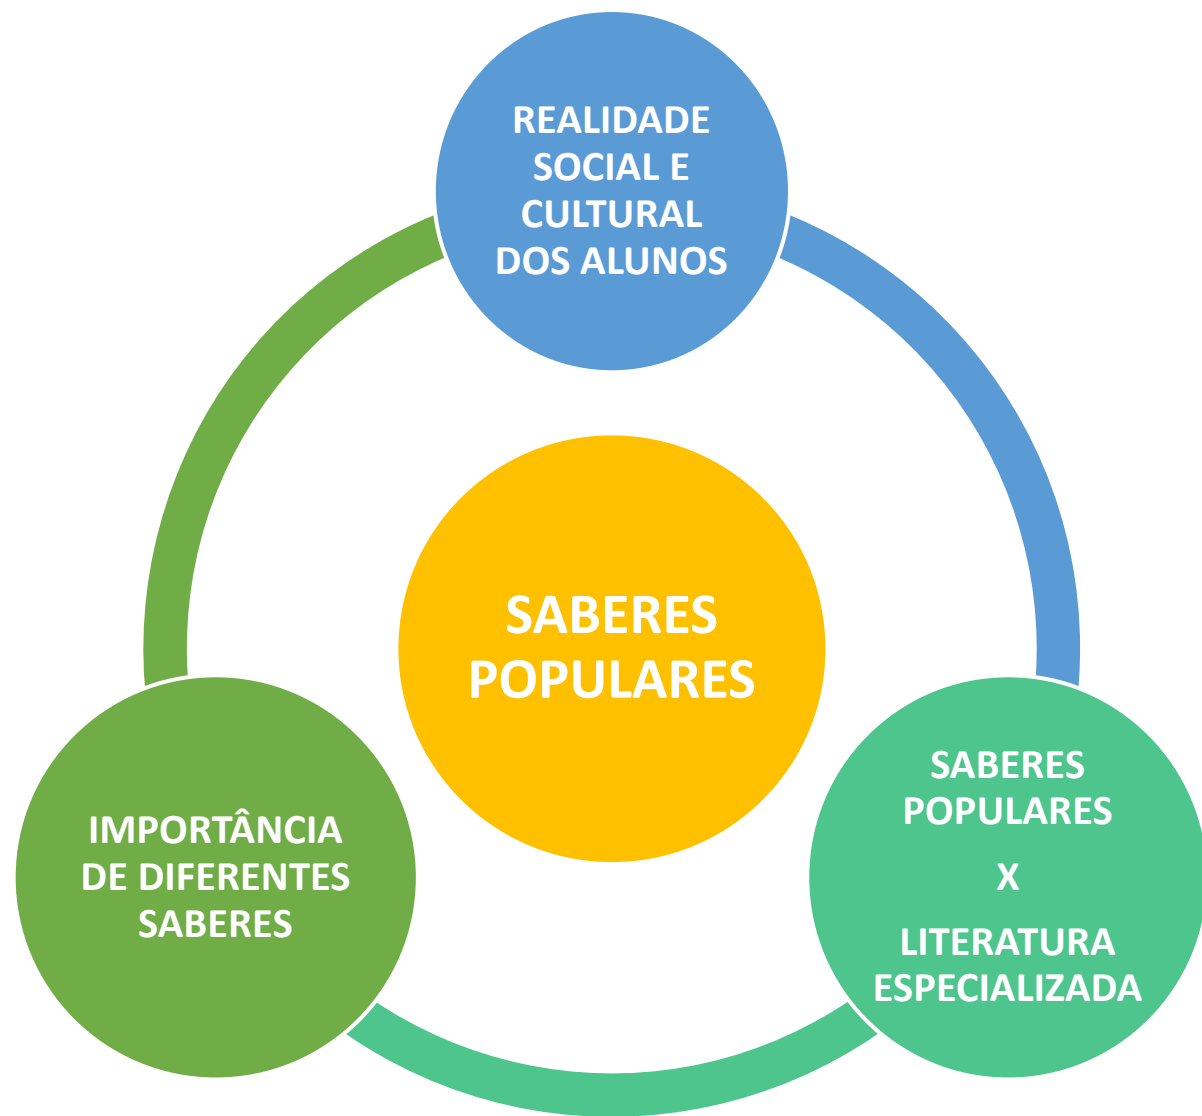 REALIDADE
SOCIAL E
CULTURAL
DOS ALUNOS
SABERES
POPULARES
IMPORTÂNCIA
DE DIFERENTES
SABERES
SABERES
POPULARES
X
LITERATURA
ESPECIALIZADA